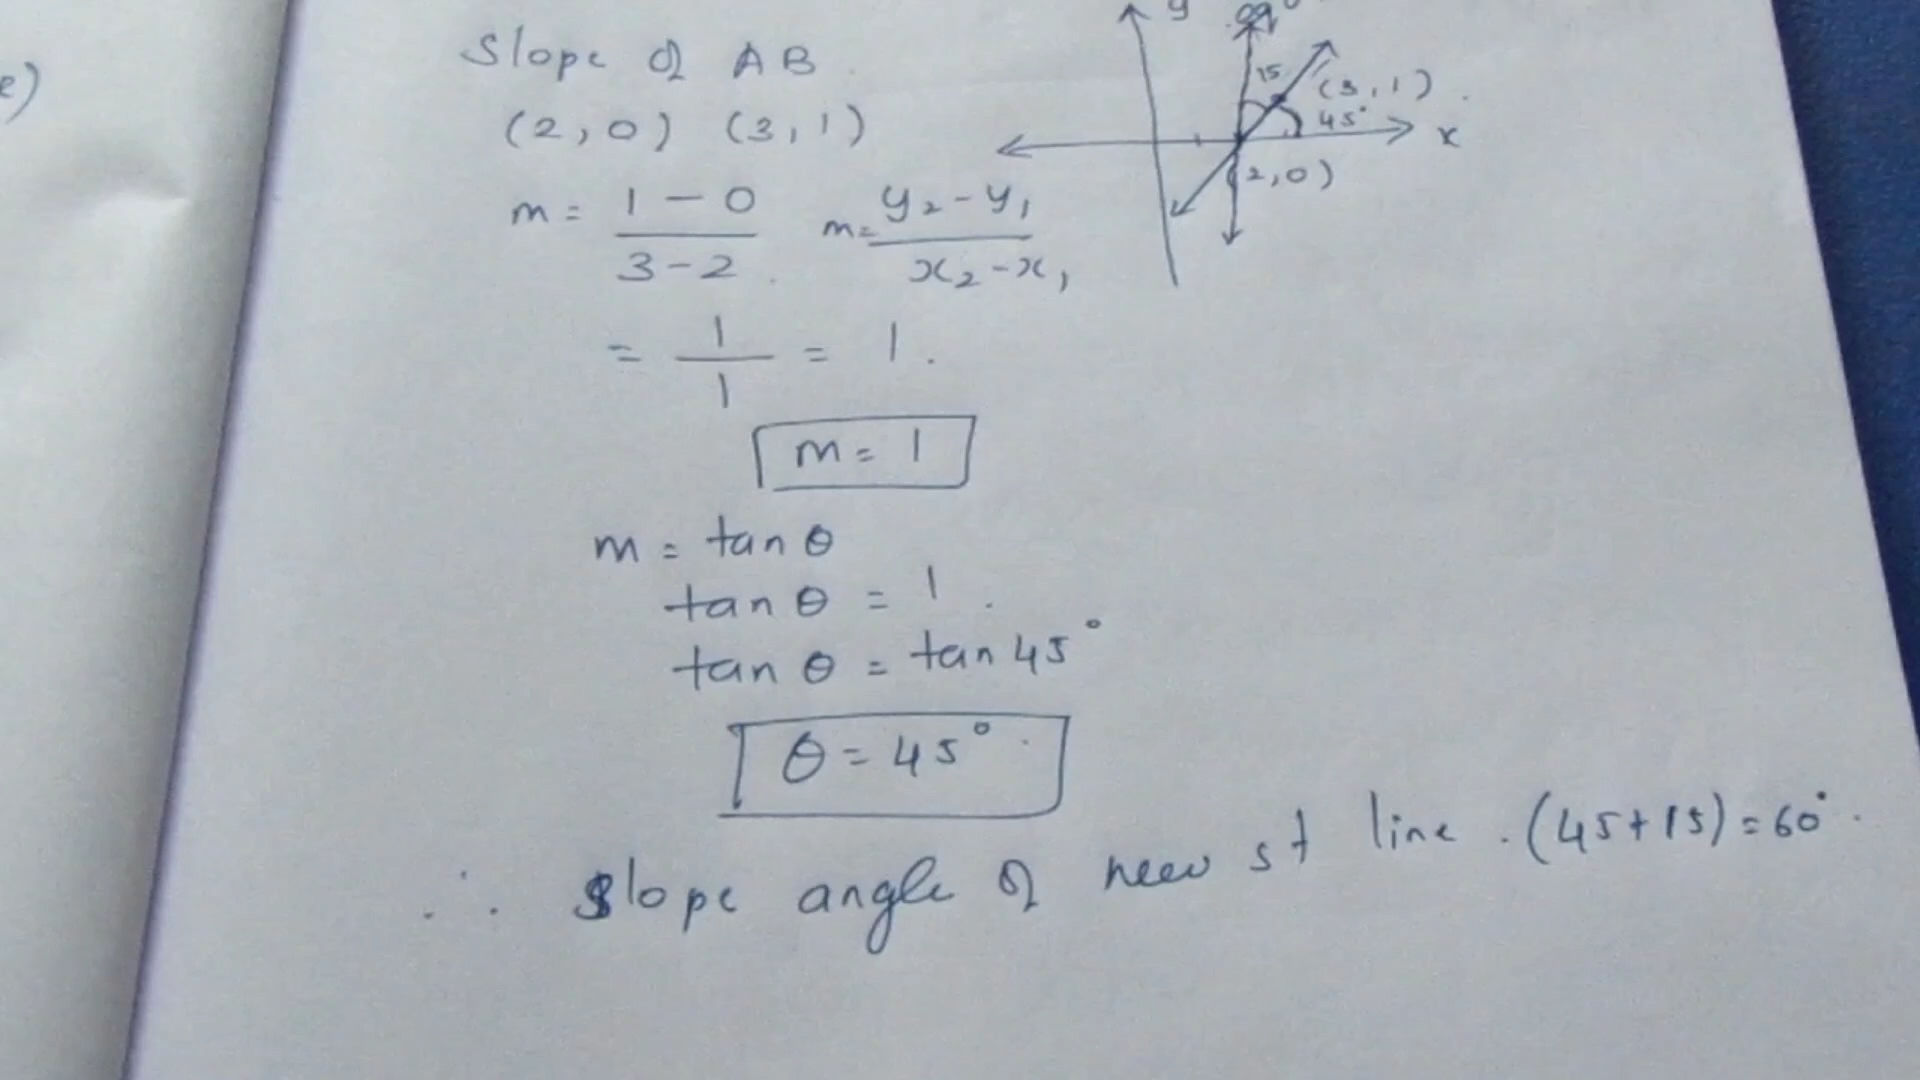 e)
Slope of AB
(2,0) (3,1)
m = 1 - 0 / 3 - 2 m = y₂ - y₁ / x₂ - x₁
= 1 / 1 = 1.
m = 1
m = tan θ
tan θ = 1.
tan θ = tan 45°
θ = 45°
∴ Slope angle of new st line. (45+15) = 60°.
y
15
(3,1)
45°
x
(2,0)